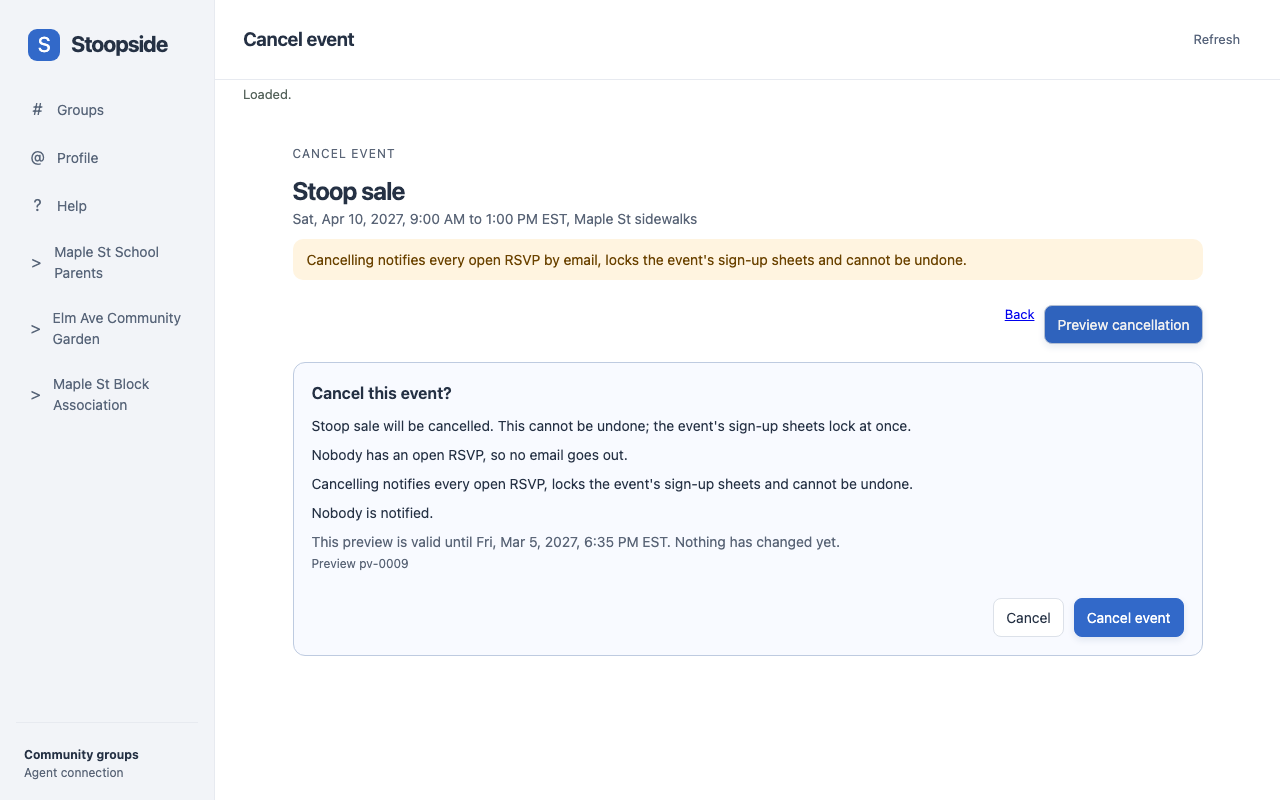 S Stoopside
# Groups
@ Profile
? Help
> Maple St School
Parents
> Elm Ave Community
Garden
> Maple St Block
Association
Community groups
Agent connection
Cancel event
Refresh
Loaded.
CANCEL EVENT
Stoop sale
Sat, Apr 10, 2027, 9:00 AM to 1:00 PM EST, Maple St sidewalks
Cancelling notifies every open RSVP by email, locks the event's sign-up sheets and cannot be undone.
Back
Preview cancellation
Cancel this event?
Stoop sale will be cancelled. This cannot be undone; the event's sign-up sheets lock at once.
Nobody has an open RSVP, so no email goes out.
Cancelling notifies every open RSVP, locks the event's sign-up sheets and cannot be undone.
Nobody is notified.
This preview is valid until Fri, Mar 5, 2027, 6:35 PM EST. Nothing has changed yet.
Preview pv-0009
Cancel
Cancel event